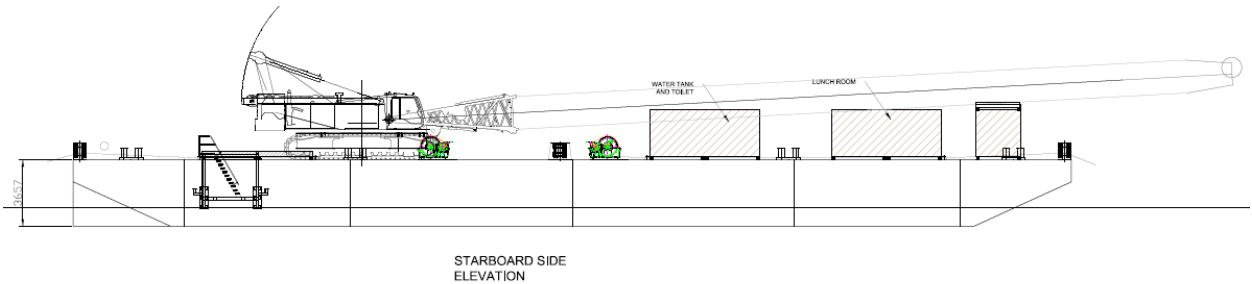 WATER TANK
AND TOILET
LUNCH ROOM
3657
STARBOARD SIDE
ELEVATION